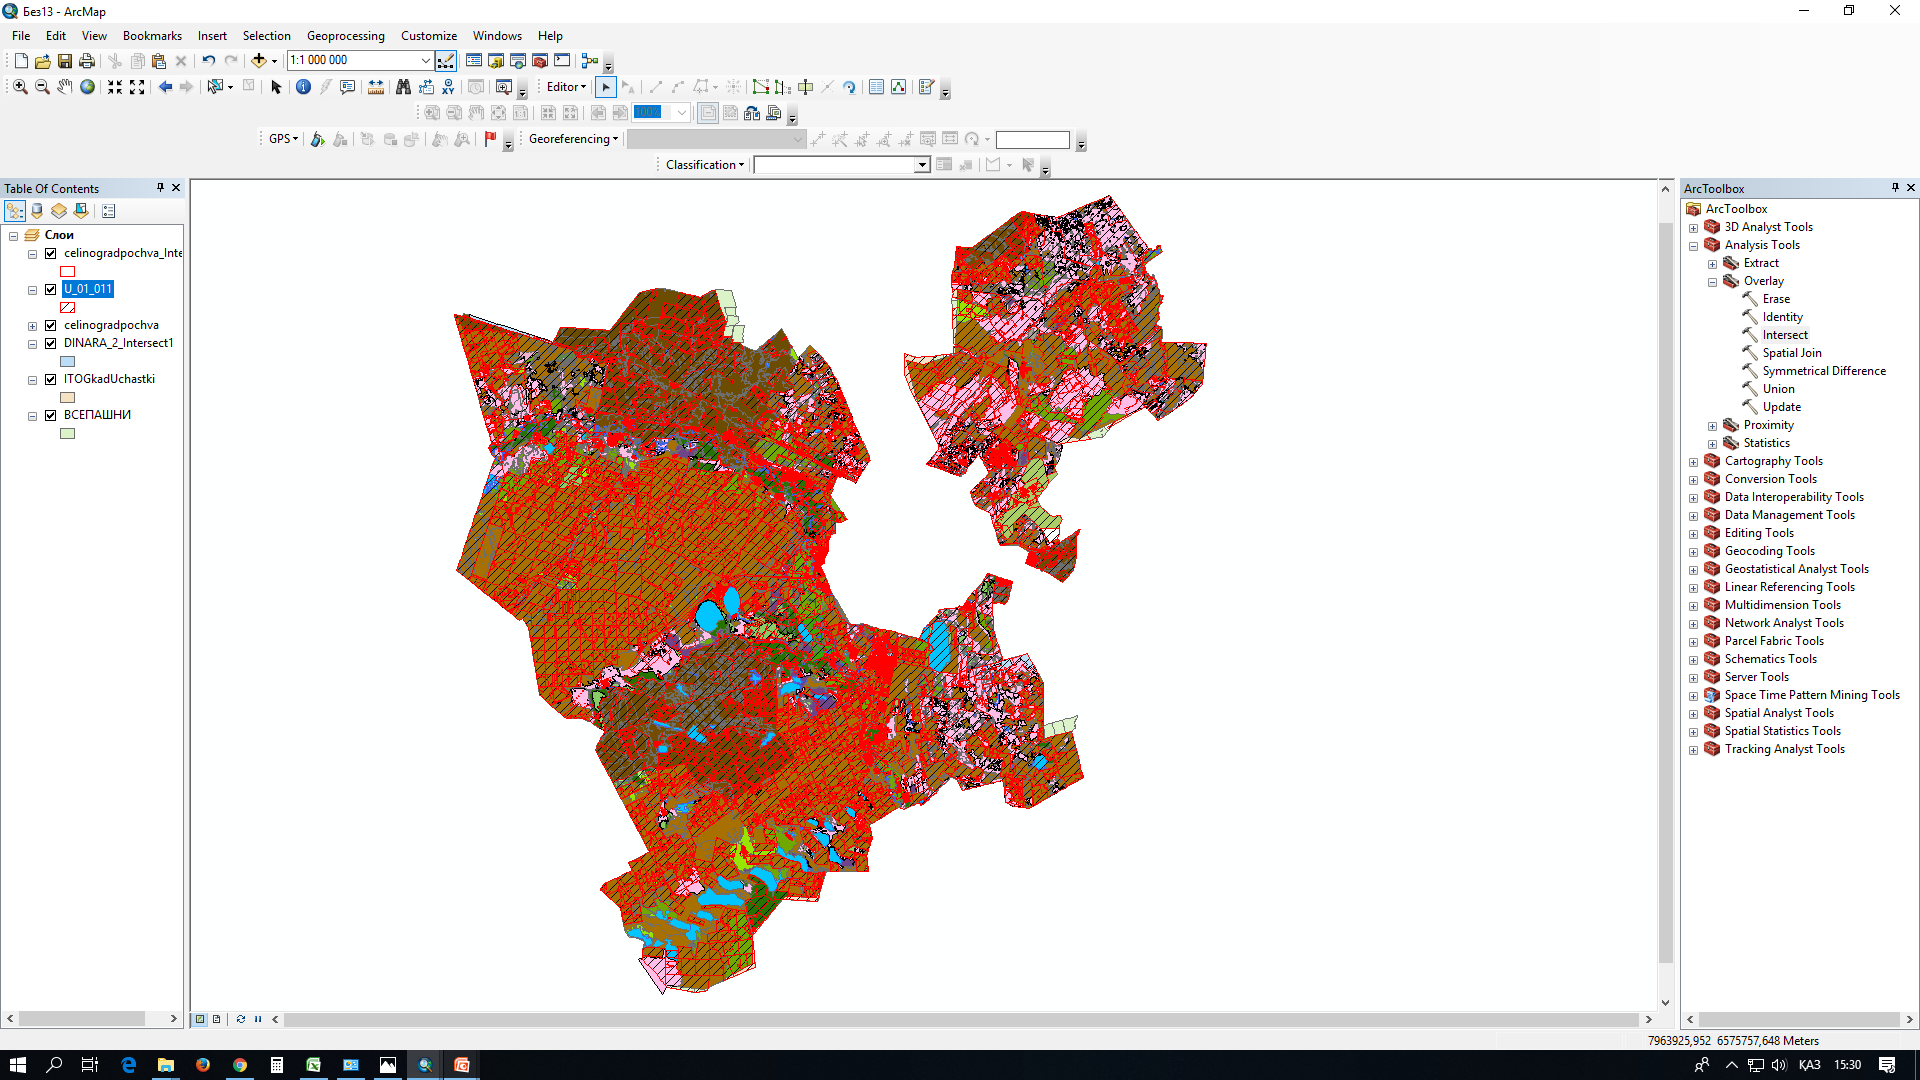 Без13 - ArcMap
File Edit View Bookmarks Insert Selection Geoprocessing Customize Windows Help
1:1 000 000
Editor
100%
GPS Georeferencing
Classification
Table Of Contents
Слои
celinogradpochva_Inte
U_01_011
celinogradpochva
DINARA_2_Intersect1
ITOGkadUchastki
ВСЕПАШНИ
ArcToolbox
ArcToolbox
3D Analyst Tools
Analysis Tools
Extract
Overlay
Erase
Identity
Intersect
Spatial Join
Symmetrical Difference
Union
Update
Proximity
Statistics
Cartography Tools
Conversion Tools
Data Interoperability Tools
Data Management Tools
Editing Tools
Geocoding Tools
Geostatistical Analyst Tools
Linear Referencing Tools
Multidimension Tools
Network Analyst Tools
Parcel Fabric Tools
Schematics Tools
Server Tools
Space Time Pattern Mining Tools
Spatial Analyst Tools
Spatial Statistics Tools
Tracking Analyst Tools
7963925,952 6575757,648 Meters
ҚАЗ 15:30